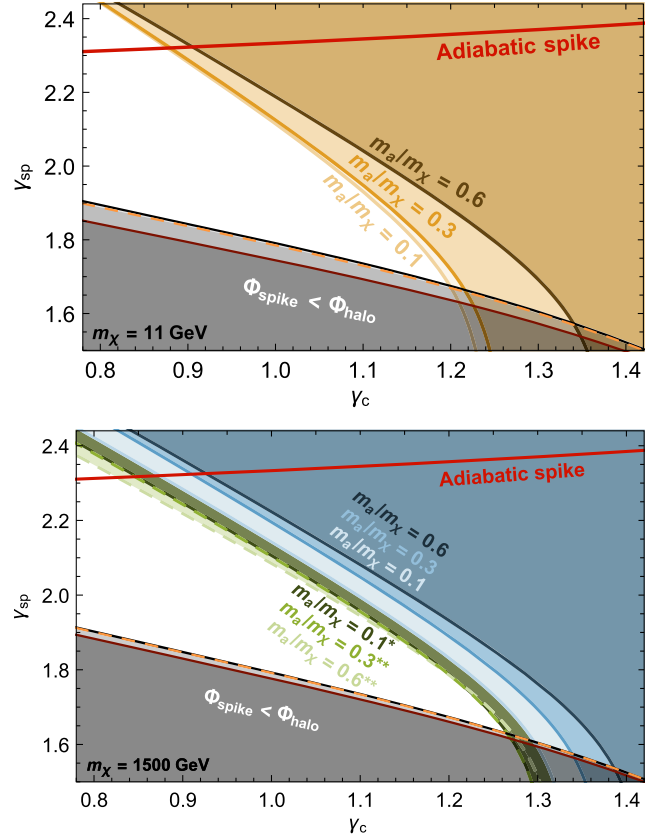 2.4
2.2
2.0
1.8
1.6
γsp
Adiabatic spike
mₐ/mχ = 0.6
mₐ/mχ = 0.3
mₐ/mχ = 0.1
Φspike < Φhalo
mχ = 11 GeV
0.8 0.9 1.0 1.1 1.2 1.3 1.4
γc
2.4
2.2
2.0
1.8
1.6
γsp
Adiabatic spike
mₐ/mχ = 0.6
mₐ/mχ = 0.3
mₐ/mχ = 0.1
mₐ/mχ = 0.1*
mₐ/mχ = 0.3**
mₐ/mχ = 0.6**
Φspike < Φhalo
mχ = 1500 GeV
0.8 0.9 1.0 1.1 1.2 1.3 1.4
γc